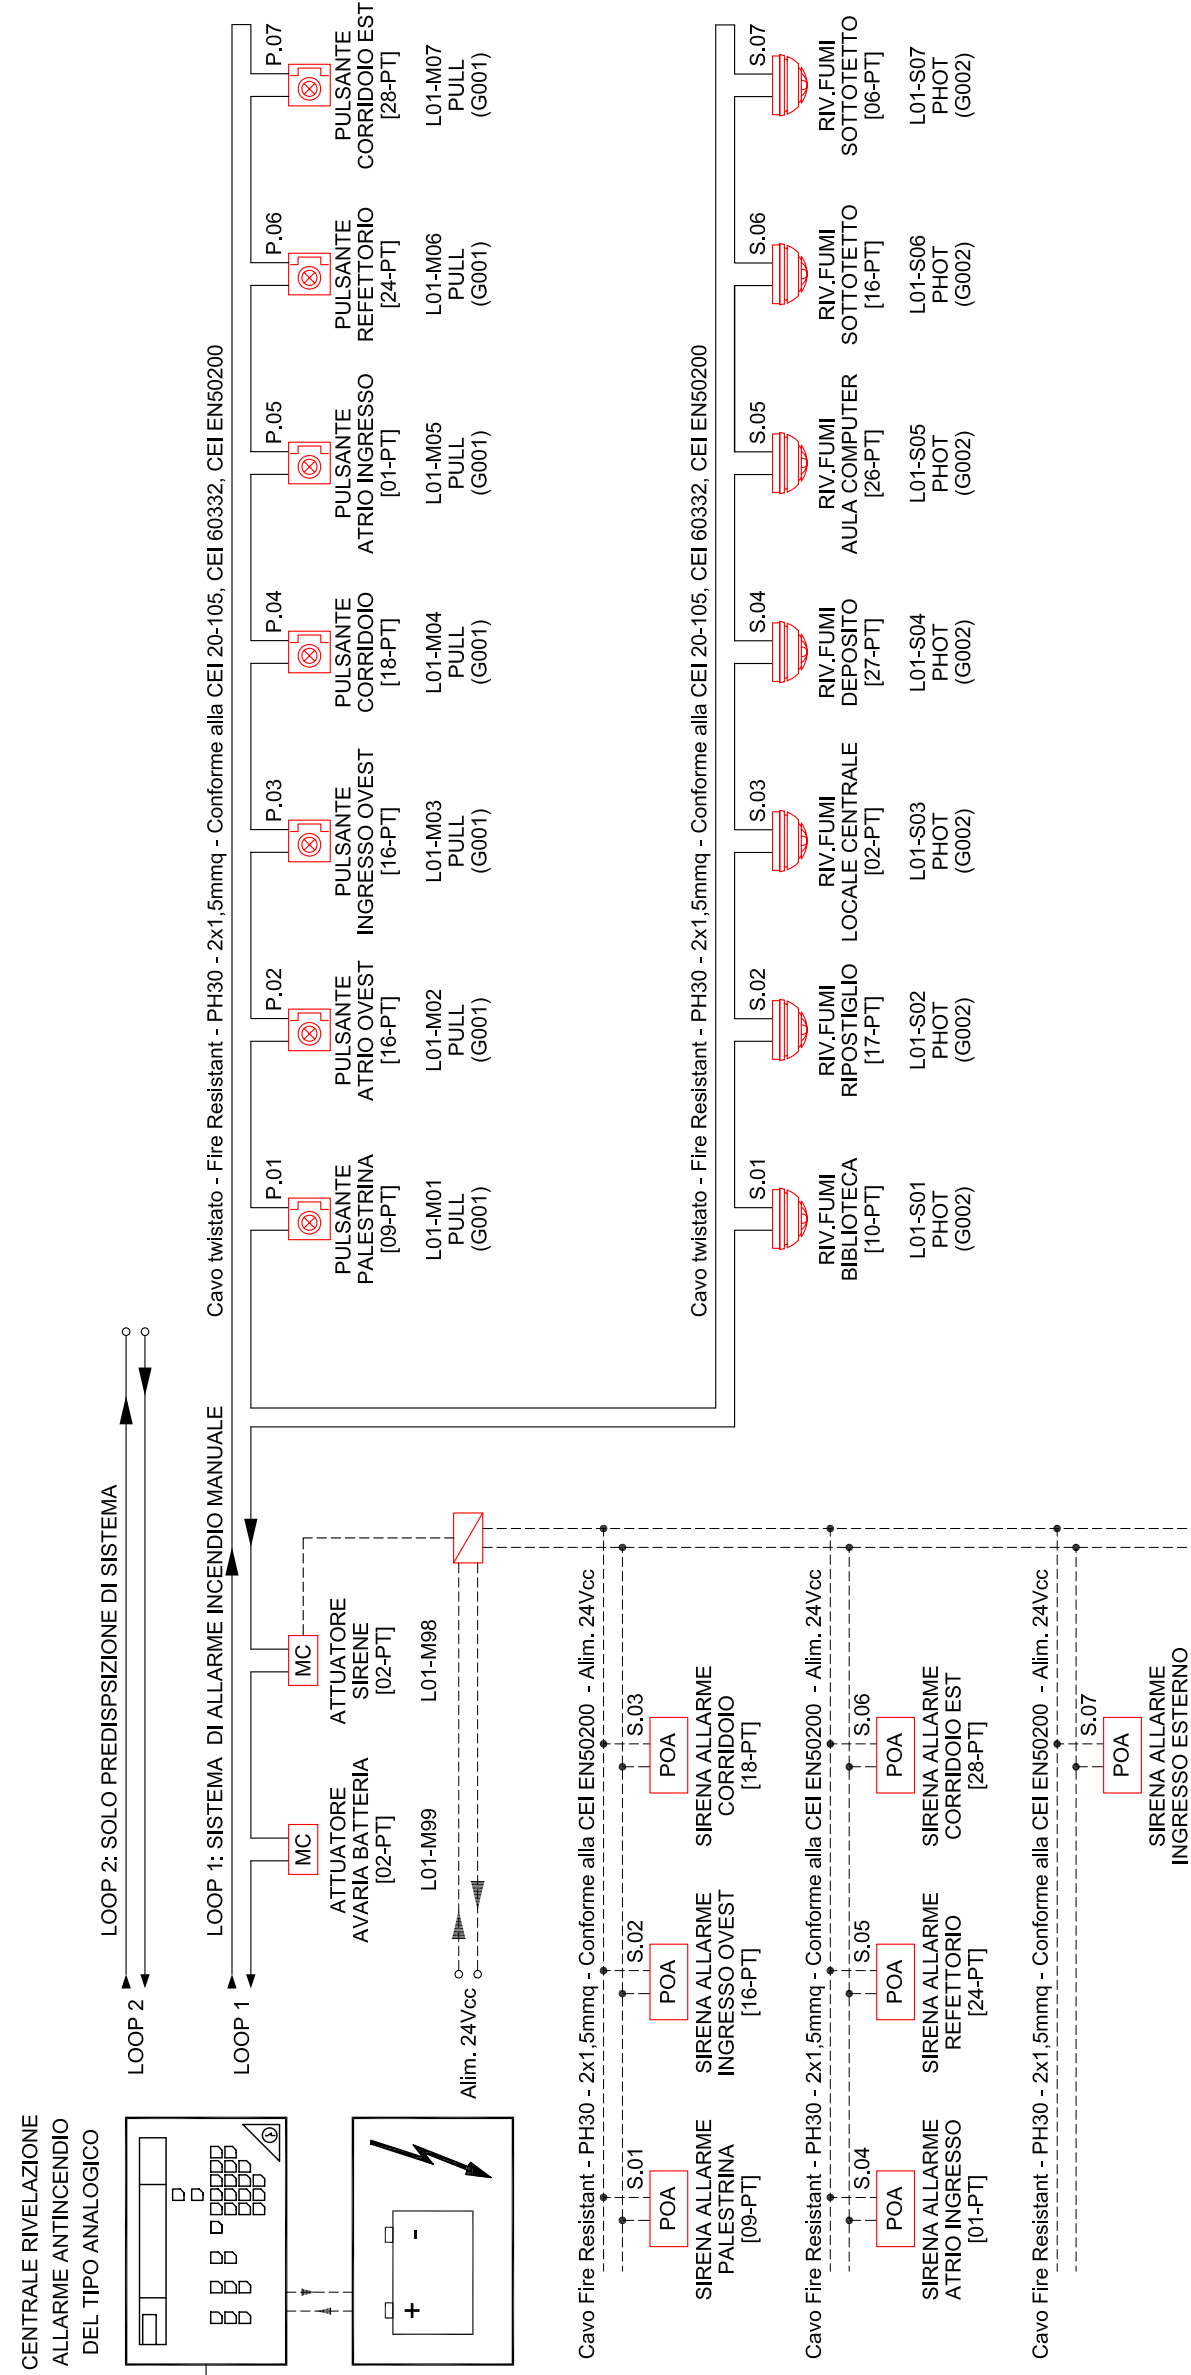 CENTRALE RIVELAZIONE
ALLARME ANTINCENDIO
DEL TIPO ANALOGICO
LOOP 2
LOOP 2: SOLO PREDISPSIZIONE DI SISTEMA
LOOP 1
LOOP 1: SISTEMA DI ALLARME INCENDIO MANUALE
Cavo twistato - Fire Resistant - PH30 - 2x1,5mmq - Conforme alla CEI 20-105, CEI 60332, CEI EN50200
MC
ATTUATORE
AVARIA BATTERIA
[02-PT]
L01-M99
MC
ATTUATORE
SIRENE
[02-PT]
L01-M98
P.01
PULSANTE
PALESTRINA
[09-PT]
L01-M01
PULL
(G001)
P.02
PULSANTE
ATRIO OVEST
[16-PT]
L01-M02
PULL
(G001)
P.03
PULSANTE
INGRESSO OVEST
[16-PT]
L01-M03
PULL
(G001)
P.04
PULSANTE
CORRIDOIO
[18-PT]
L01-M04
PULL
(G001)
P.05
PULSANTE
ATRIO INGRESSO
[01-PT]
L01-M05
PULL
(G001)
P.06
PULSANTE
REFETTORIO
[24-PT]
L01-M06
PULL
(G001)
P.07
PULSANTE
CORRIDOIO EST
[28-PT]
L01-M07
PULL
(G001)
+
-
Alim. 24Vcc
Cavo twistato - Fire Resistant - PH30 - 2x1,5mmq - Conforme alla CEI 20-105, CEI 60332, CEI EN50200
S.01
RIV.FUMI
BIBLIOTECA
[10-PT]
L01-S01
PHOT
(G002)
S.02
RIV.FUMI
RIPOSTIGLIO
[17-PT]
L01-S02
PHOT
(G002)
S.03
RIV.FUMI
LOCALE CENTRALE
[02-PT]
L01-S03
PHOT
(G002)
S.04
RIV.FUMI
DEPOSITO
[27-PT]
L01-S04
PHOT
(G002)
S.05
RIV.FUMI
AULA COMPUTER
[26-PT]
L01-S05
PHOT
(G002)
S.06
RIV.FUMI
SOTTOTETTO
[16-PT]
L01-S06
PHOT
(G002)
S.07
RIV.FUMI
SOTTOTETTO
[06-PT]
L01-S07
PHOT
(G002)
Cavo Fire Resistant - PH30 - 2x1,5mmq - Conforme alla CEI EN50200 - Alim. 24Vcc
S.01
POA
SIRENA ALLARME
PALESTRINA
[09-PT]
S.02
POA
SIRENA ALLARME
INGRESSO OVEST
[16-PT]
S.03
POA
SIRENA ALLARME
CORRIDOIO
[18-PT]
Cavo Fire Resistant - PH30 - 2x1,5mmq - Conforme alla CEI EN50200 - Alim. 24Vcc
S.04
POA
SIRENA ALLARME
ATRIO INGRESSO
[01-PT]
S.05
POA
SIRENA ALLARME
REFETTORIO
[24-PT]
S.06
POA
SIRENA ALLARME
CORRIDOIO EST
[28-PT]
Cavo Fire Resistant - PH30 - 2x1,5mmq - Conforme alla CEI EN50200 - Alim. 24Vcc
S.07
POA
SIRENA ALLARME
INGRESSO ESTERNO